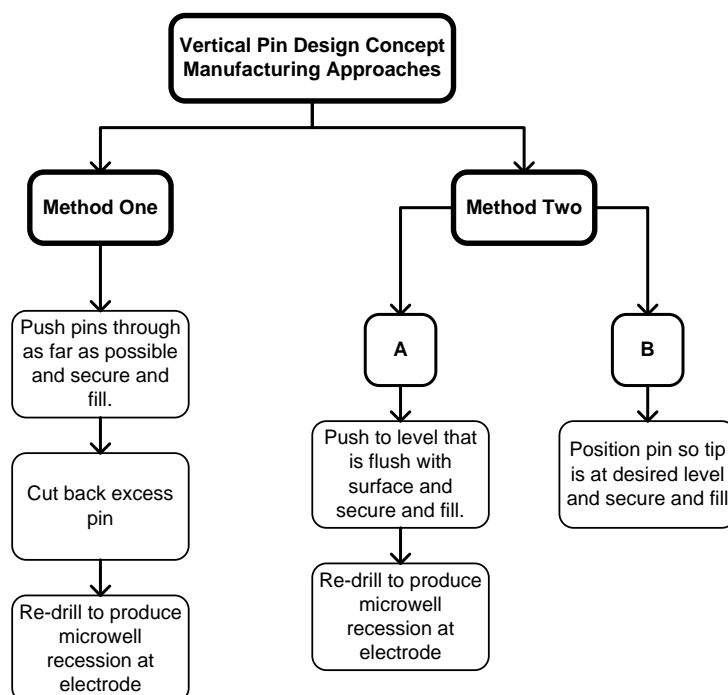 Vertical Pin Design Concept
Manufacturing Approaches
Method One
Method Two
Push pins through
as far as possible
and secure and
fill.
A
B
Cut back excess
pin
Push to level that
is flush with
surface and
secure and fill.
Position pin so tip
is at desired level
and secure and fill
Re-drill to produce
microwell
recession at
electrode
Re-drill to produce
microwell
recession at
electrode